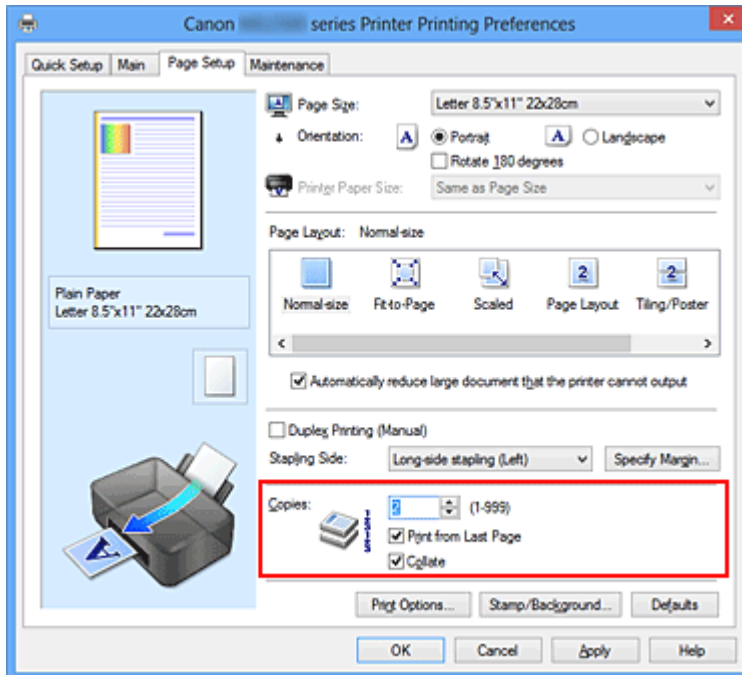 Canon series Printer Printing Preferences
Quick Setup Main Page Setup Maintenance
Page Size: Letter 8.5"x11" 22x28cm
Orientation: A Portrait A Landscape
Rotate 180 degrees
Printer Paper Size: Same as Page Size
Page Layout: Normal-size
2 2
Normal-size Fit-to-Page Scaled Page Layout Tiling/Poster
Plain Paper
Letter 8.5"x11" 22x28cm
Automatically reduce large document that the printer cannot output
Duplex Printing (Manual)
Stapling Side: Long-side stapling (Left) Specify Margin...
Copies: 2 (1-999)
Print from Last Page
Collate
A
Print Options... Stamp/Background... Defaults
OK Cancel Apply Help